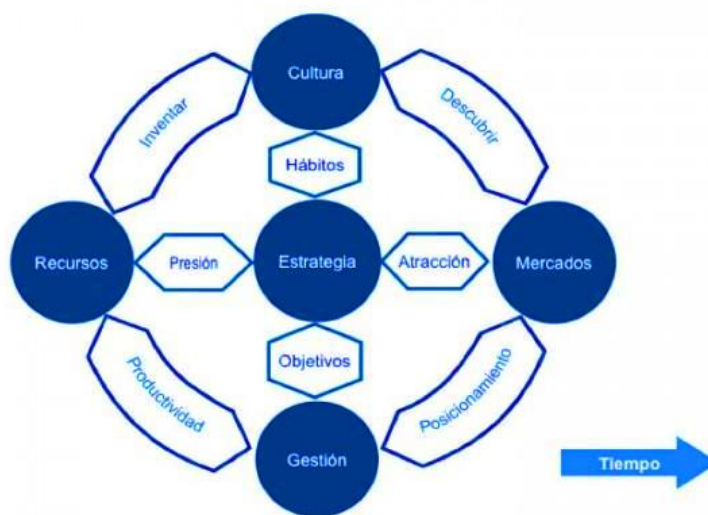 Cultura
Inventar
Descubrir
Hábitos
Recursos
Presión
Estrategia
Atracción
Mercados
Objetivos
Productividad
Posicionamiento
Gestión
Tiempo